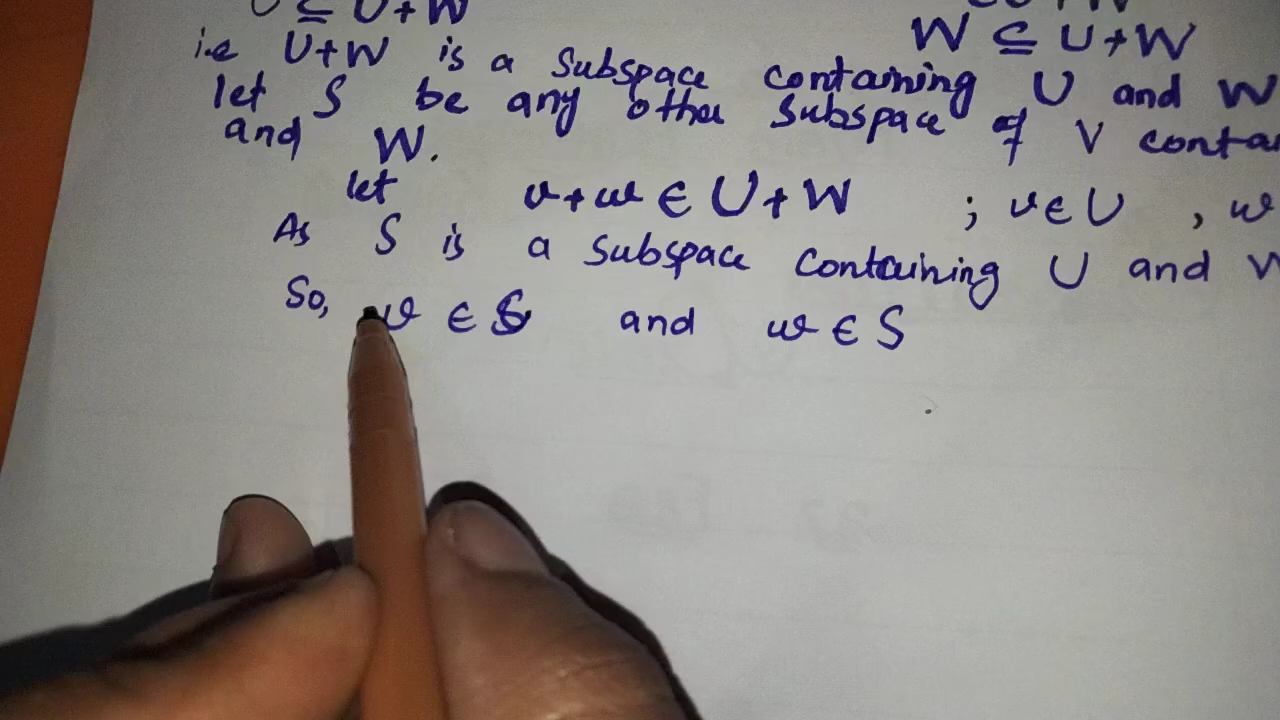 U ⊆ U+W
W ⊆ U+W
i.e U+W is a Subspace containing U and W
let S be any other subspace of V
and W.
let v+w ∈ U+W ; v∈U , w
As S is a subspace containing U and W
So, v ∈ S and w ∈ S